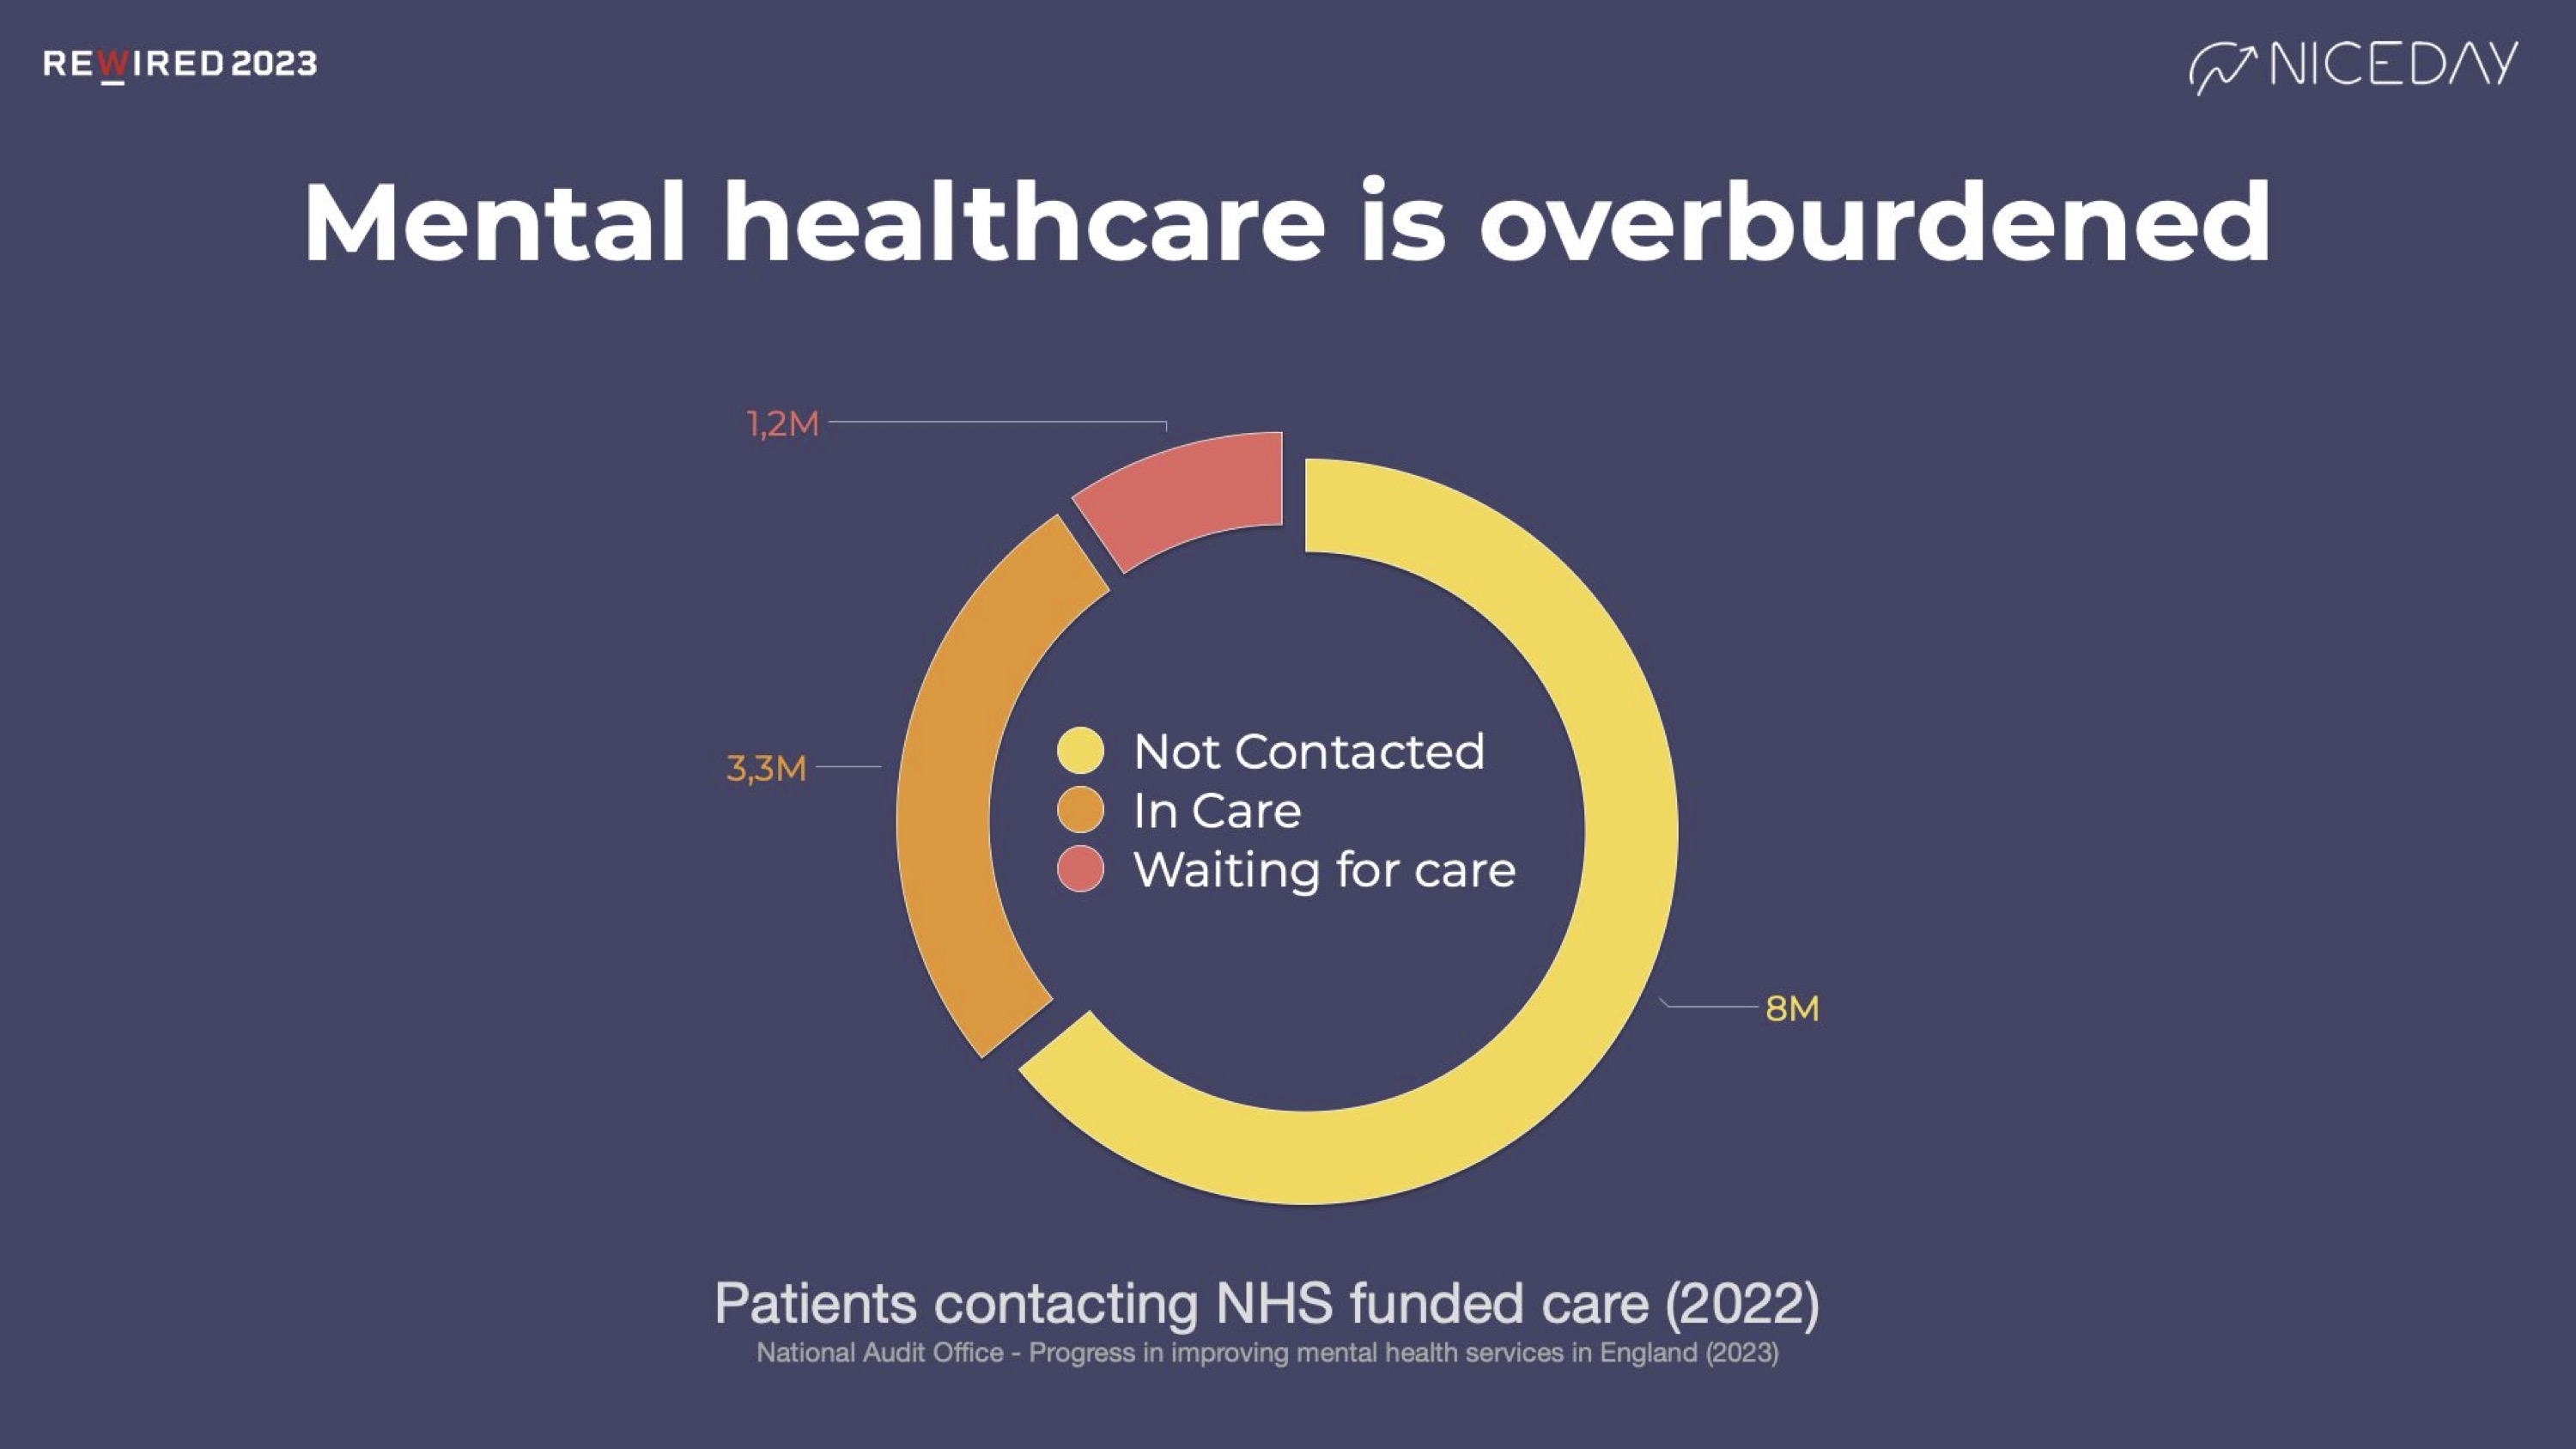 REWIRED 2023
NICEDAY
Mental healthcare is overburdened
1,2M
3,3M
Not Contacted
In Care
Waiting for care
8M
Patients contacting NHS funded care (2022)
National Audit Office - Progress in improving mental health services in England (2023)